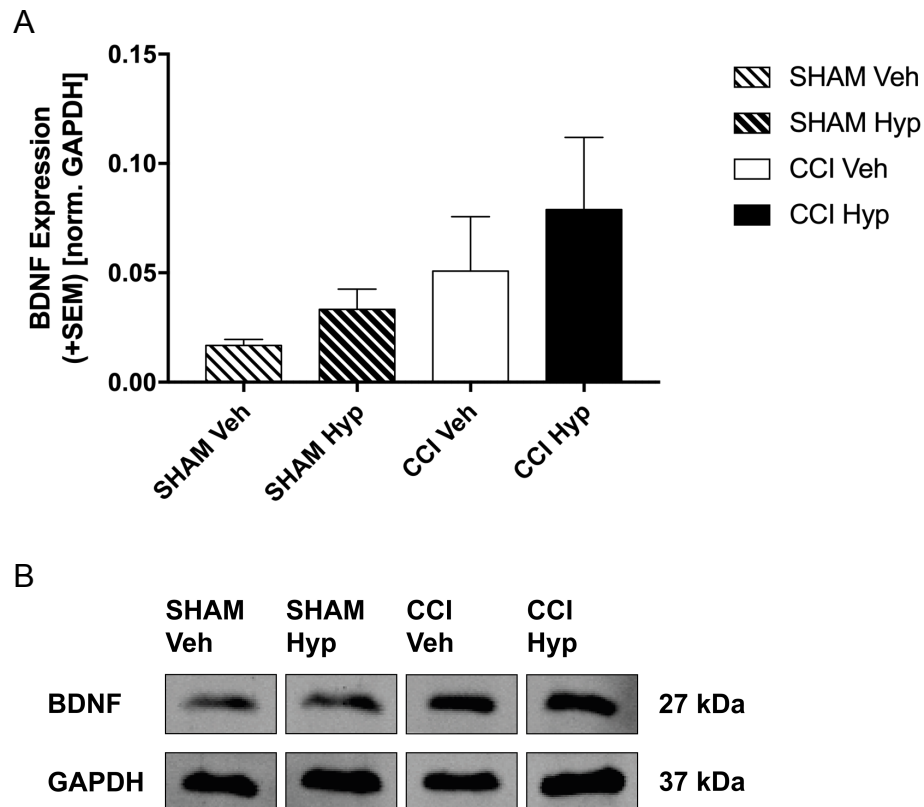 A
BDNF Expression
(+SEM) [norm. GAPDH]
0.15
0.10
0.05
0.00
SHAM Veh
SHAM Hyp
CCI Veh
CCI Hyp
SHAM Veh
SHAM Hyp
CCI Veh
CCI Hyp
B
SHAM Veh
SHAM Hyp
CCI Veh
CCI Hyp
BDNF 27 kDa
GAPDH 37 kDa